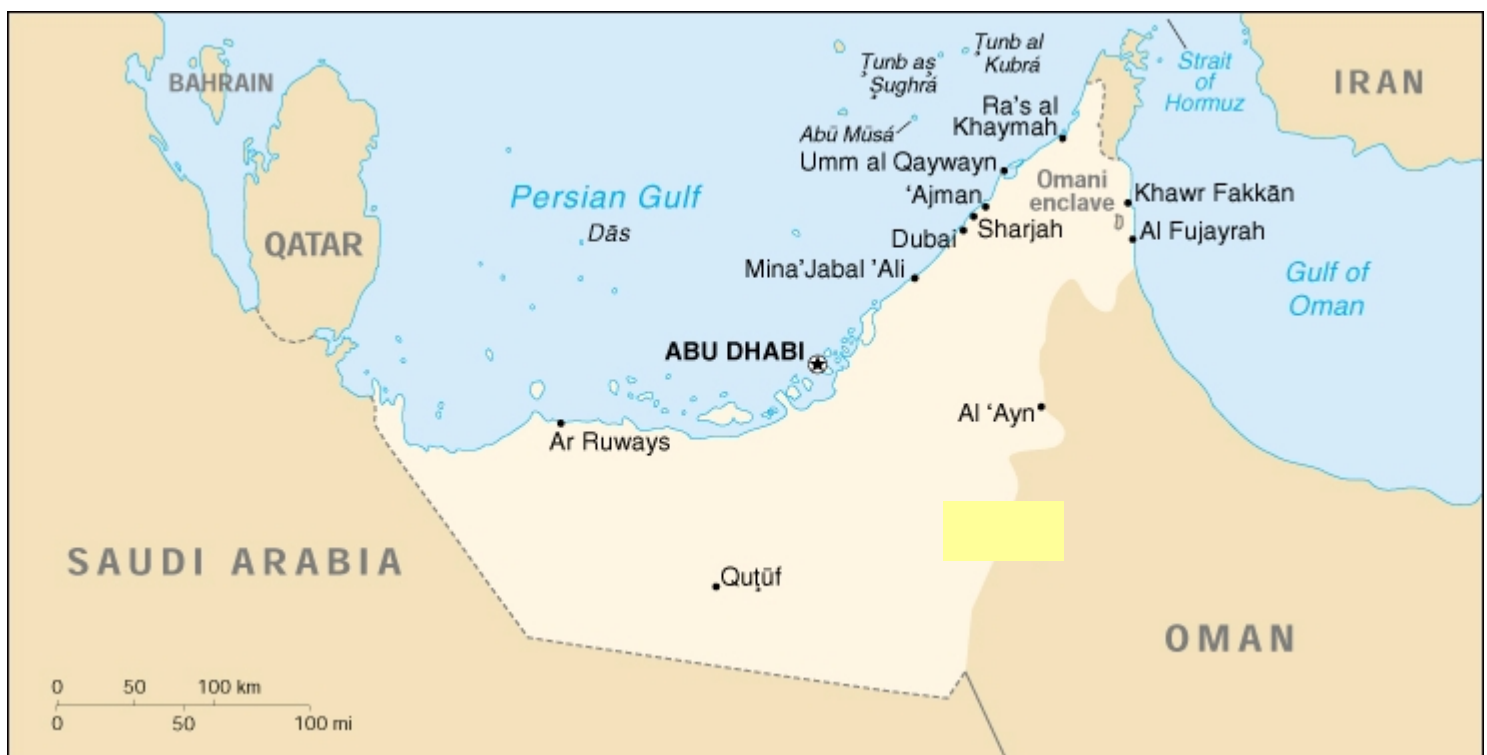 Ţunb al
Kubrá
Ţunb aş
Şughrá
Strait
of
Hormuz
IRAN
BAHRAIN
Ra's al
Khaymah
Abū Mūsá
Umm al Qaywayn
Omani
enclave
Persian Gulf
'Ajman
Khawr Fakkān
QATAR
Dās
Dubai
Sharjah
Al Fujayrah
Mina'Jabal 'Ali
Gulf of
Oman
ABU DHABI
Al 'Ayn
Ar Ruways
SAUDI ARABIA
Quţūf
OMAN
0 50 100 km
0 50 100 mi